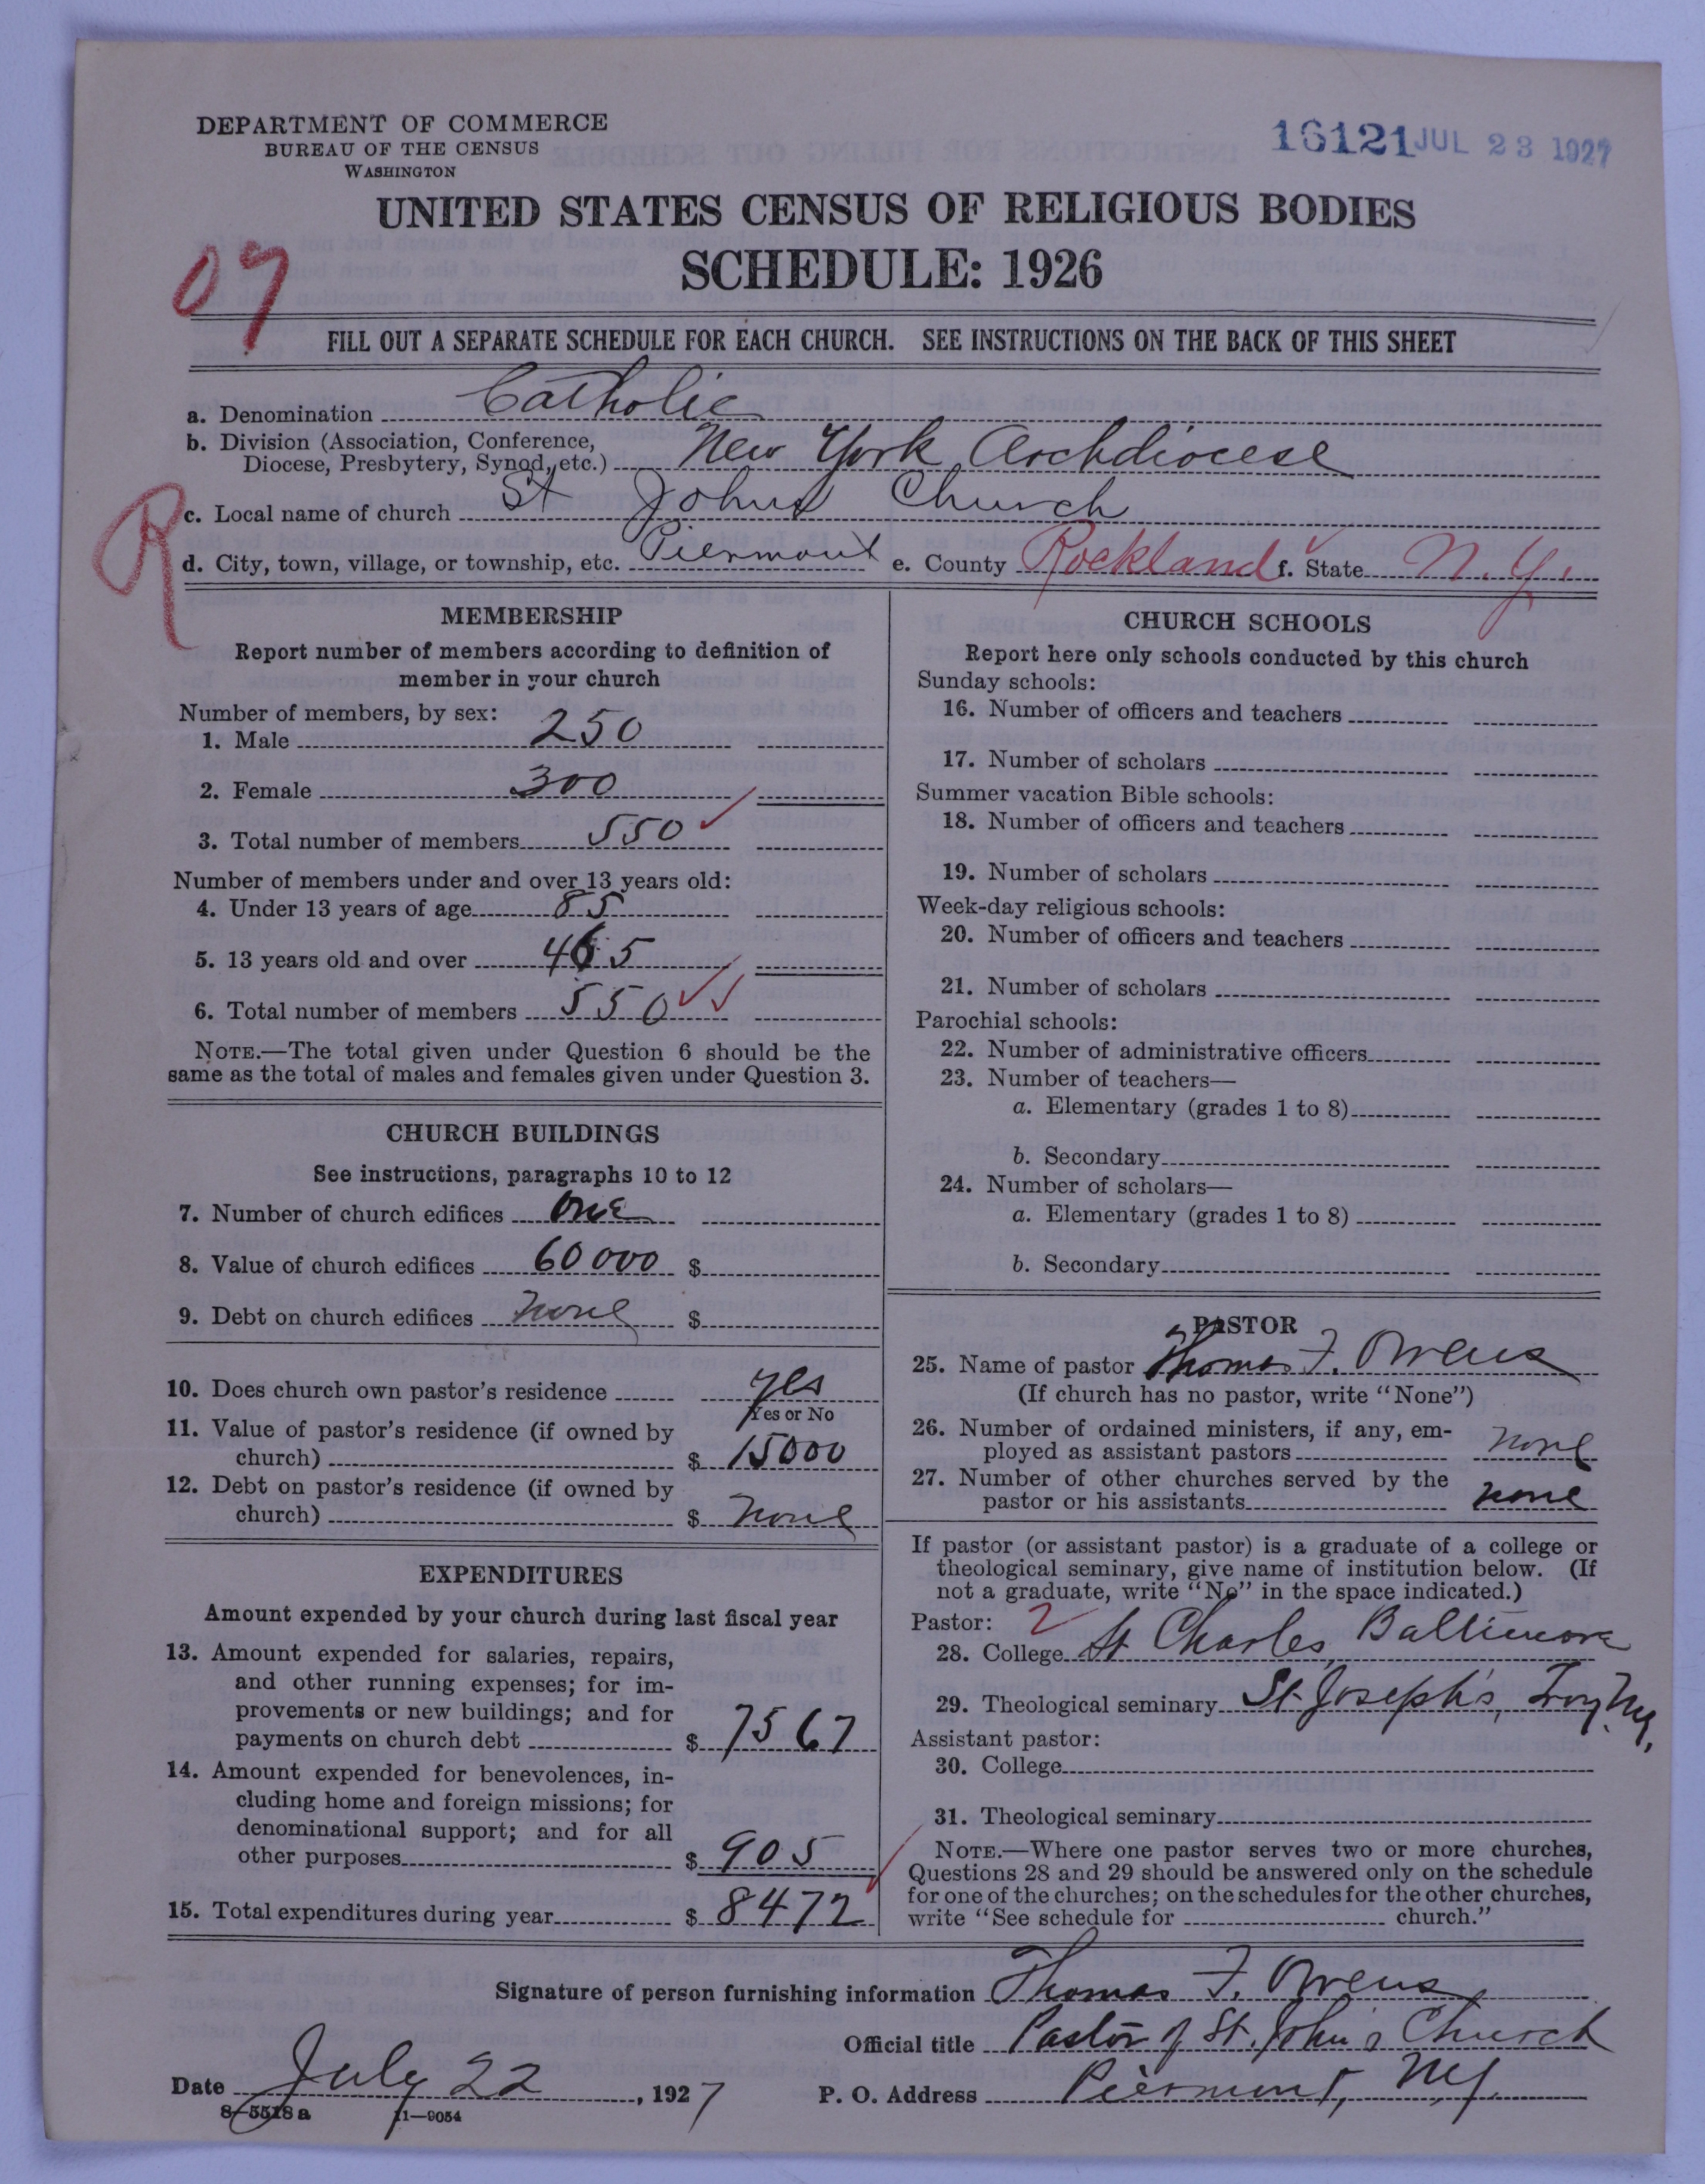 DEPARTMENT OF COMMERCE
BUREAU OF THE CENSUS
WASHINGTON
16121 JUL 23 1927
UNITED STATES CENSUS OF RELIGIOUS BODIES
SCHEDULE: 1926
09
FILL OUT A SEPARATE SCHEDULE FOR EACH CHURCH. SEE INSTRUCTIONS ON THE BACK OF THIS SHEET
a. Denomination Catholic
b. Division (Association, Conference,
Diocese, Presbytery, Synod, etc.) New York Archdiocese
R
c. Local name of church St Johns Church
d. City, town, village, or township, etc. Piermont e. County Rockland f. State N.Y.
MEMBERSHIP
Report number of members according to definition of
member in your church
Number of members, by sex:
1. Male 250
2. Female 300
3. Total number of members 550
Number of members under and over 13 years old:
4. Under 13 years of age 85
5. 13 years old and over 465
6. Total number of members 550
NOTE.—The total given under Question 6 should be the
same as the total of males and females given under Question 3.
CHURCH BUILDINGS
See instructions, paragraphs 10 to 12
7. Number of church edifices One
8. Value of church edifices 60000 $
9. Debt on church edifices none $
10. Does church own pastor's residence yes
Yes or No
11. Value of pastor's residence (if owned by
church) $ 15000
12. Debt on pastor's residence (if owned by
church) $ none
EXPENDITURES
Amount expended by your church during last fiscal year
13. Amount expended for salaries, repairs,
and other running expenses; for im-
provements or new buildings; and for
payments on church debt $ 7567
14. Amount expended for benevolences, in-
cluding home and foreign missions; for
denominational support; and for all
other purposes $ 905
15. Total expenditures during year $ 8472
CHURCH SCHOOLS
Report here only schools conducted by this church
Sunday schools:
16. Number of officers and teachers
17. Number of scholars
Summer vacation Bible schools:
18. Number of officers and teachers
19. Number of scholars
Week-day religious schools:
20. Number of officers and teachers
21. Number of scholars
Parochial schools:
22. Number of administrative officers
23. Number of teachers—
a. Elementary (grades 1 to 8)
b. Secondary
24. Number of scholars—
a. Elementary (grades 1 to 8)
b. Secondary
PASTOR
25. Name of pastor Thomas F. Owens
(If church has no pastor, write "None")
26. Number of ordained ministers, if any, em-
ployed as assistant pastors none
27. Number of other churches served by the
pastor or his assistants none
If pastor (or assistant pastor) is a graduate of a college or
theological seminary, give name of institution below. (If
not a graduate, write "No" in the space indicated.)
Pastor: 2
28. College St Charles, Baltimore
29. Theological seminary St. Joseph's, Troy N.Y.
Assistant pastor:
30. College
31. Theological seminary
NOTE.—Where one pastor serves two or more churches,
Questions 28 and 29 should be answered only on the schedule
for one of the churches; on the schedules for the other churches,
write "See schedule for church."
Signature of person furnishing information Thomas F. Owens
Official title Pastor of St. John's Church
Date July 22, 1927 P. O. Address Piermont, N.Y.
8—5518 a 11—9054